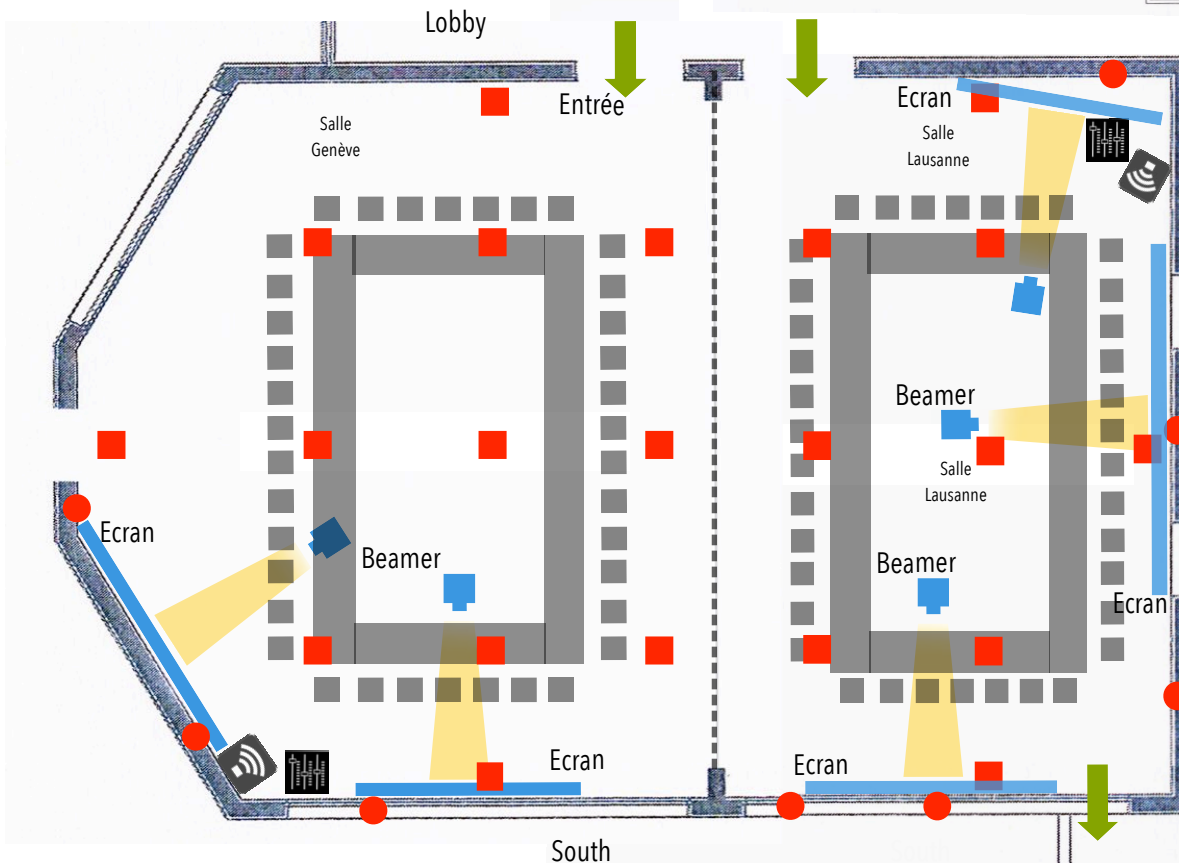 Lobby
Entrée
Ecran
Salle
Genève
Salle
Lausanne
Beamer
Salle
Lausanne
Ecran
Beamer
Beamer
Ecran
Ecran
Ecran
South